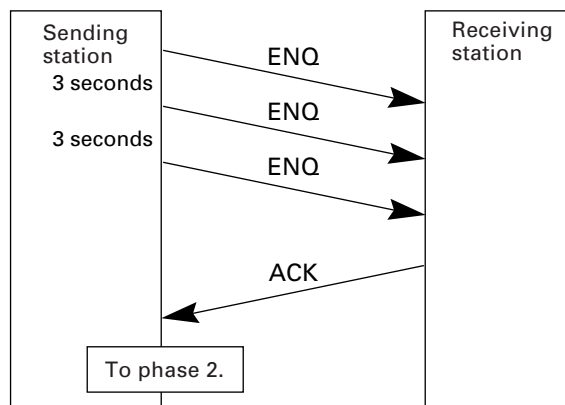 Sending
station
Receiving
station
ENQ
3 seconds
ENQ
3 seconds
ENQ
ACK
To phase 2.